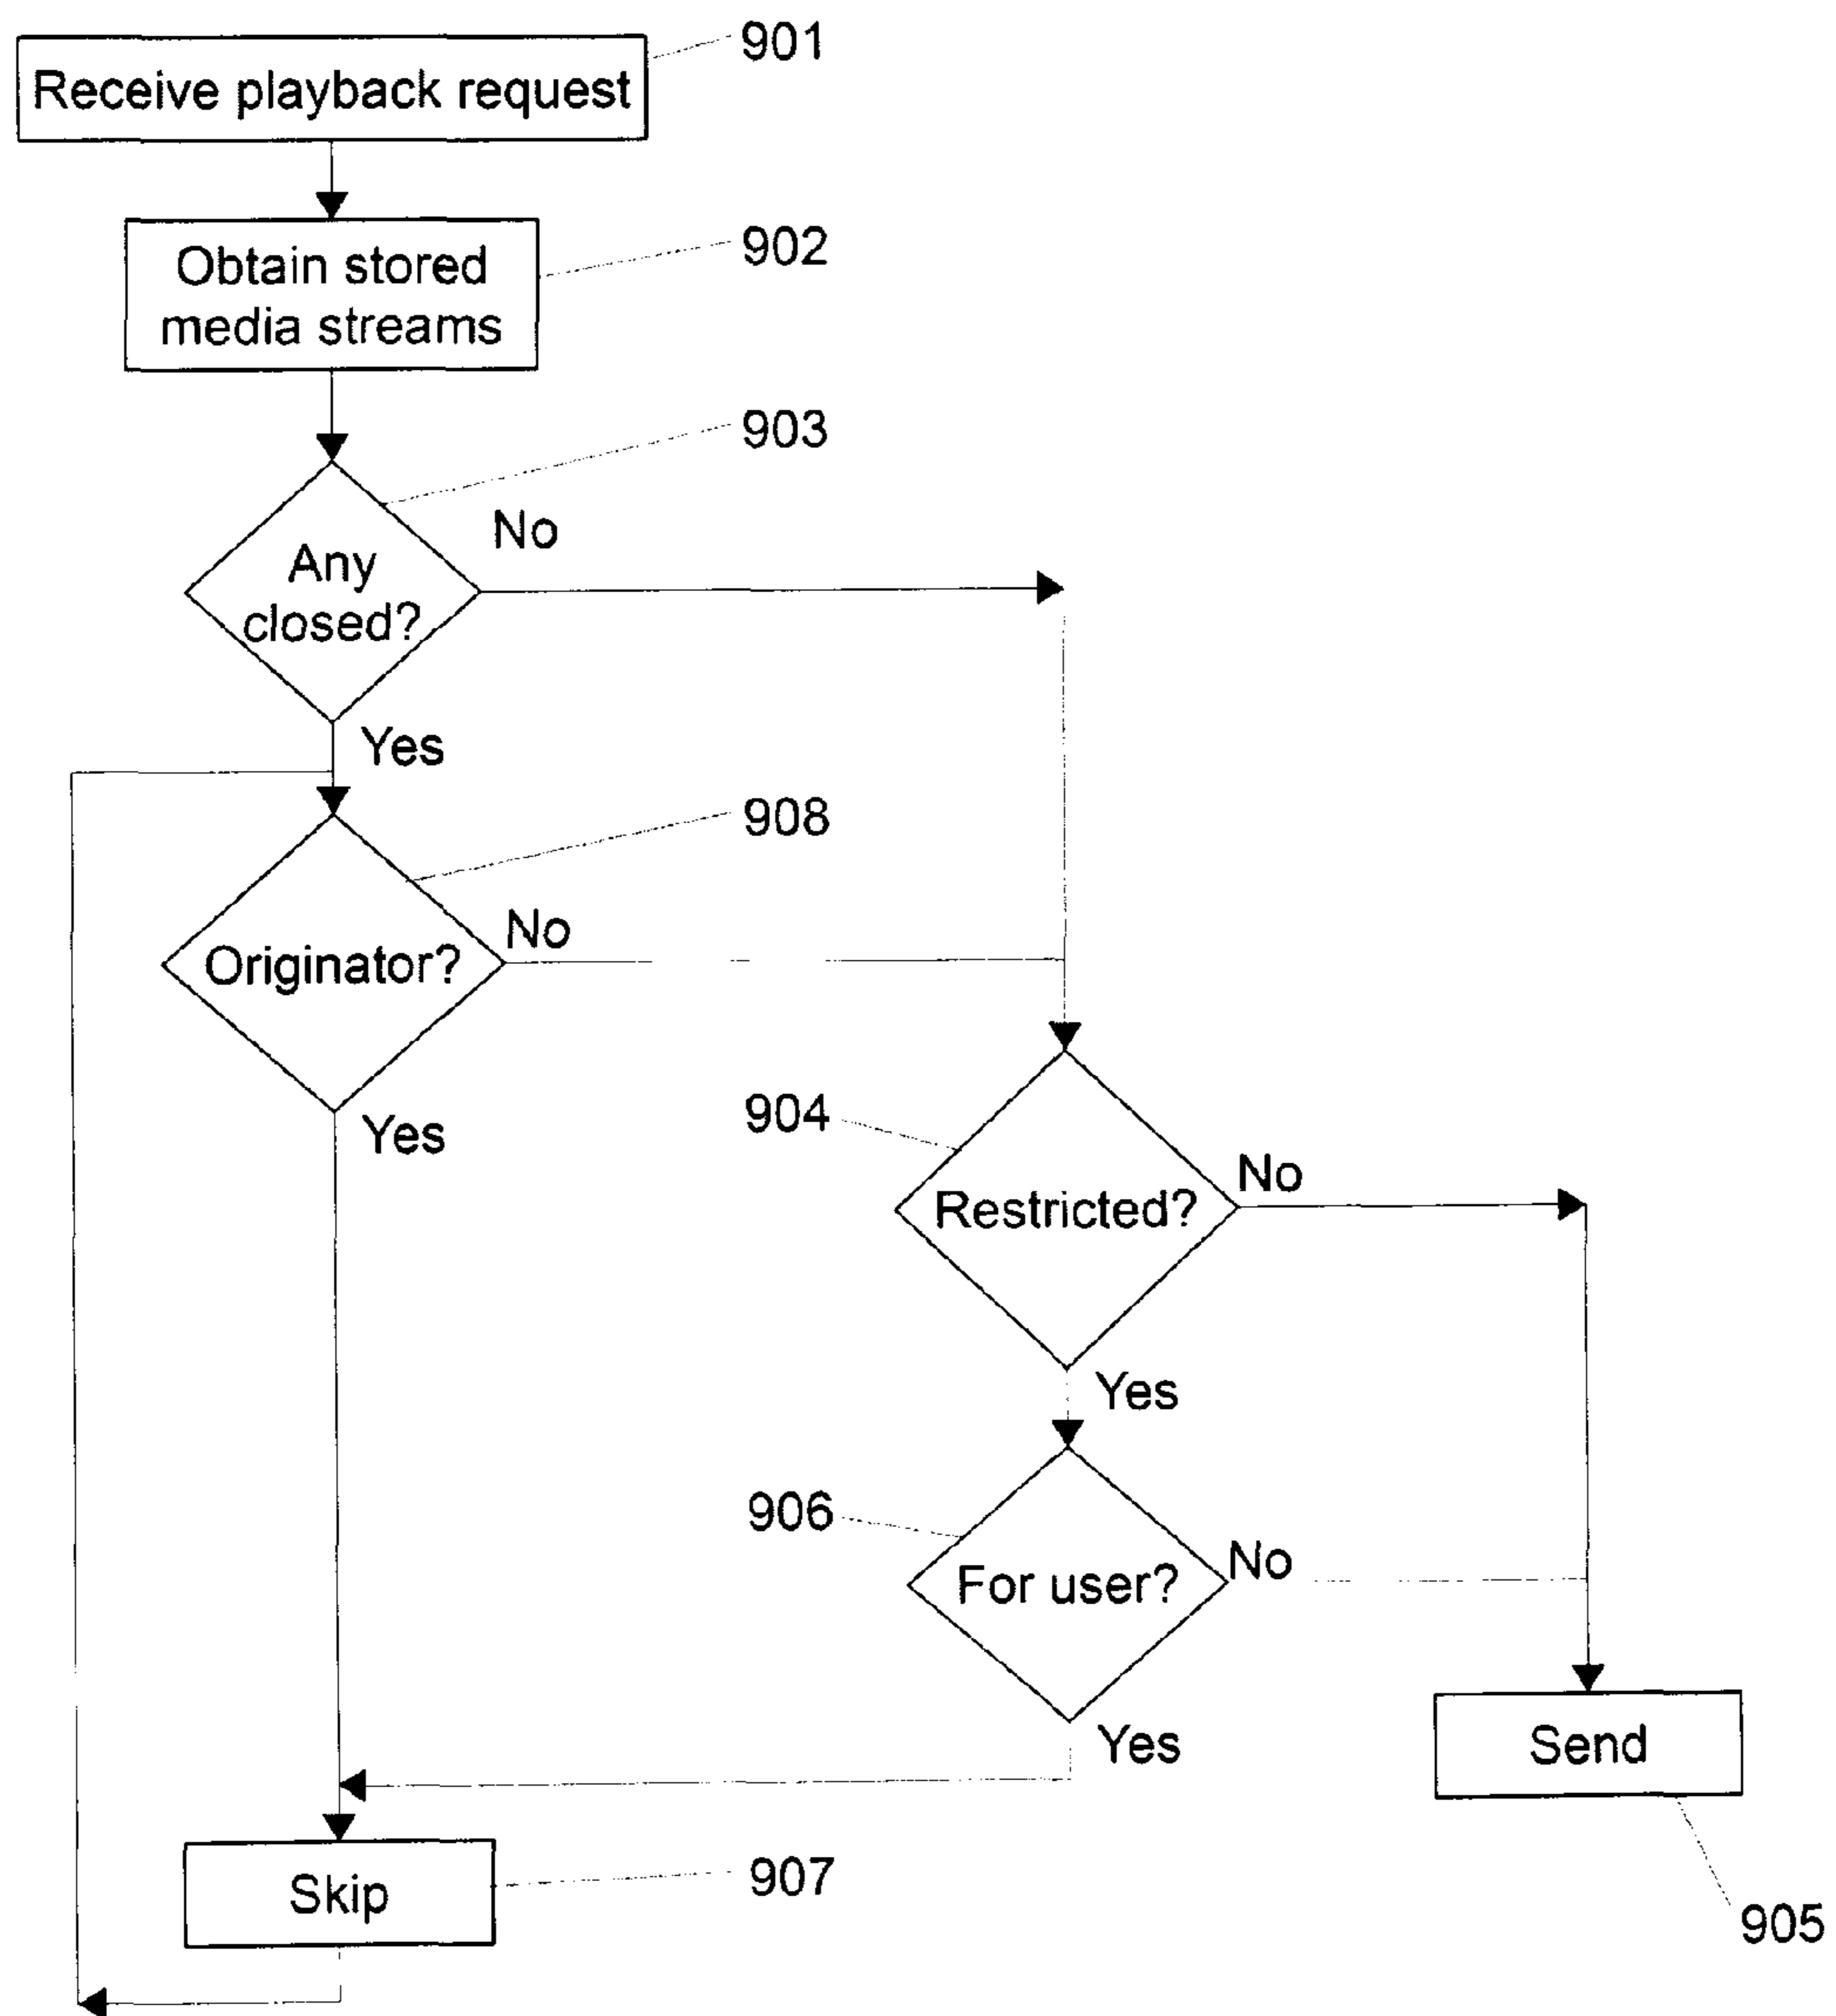 901
Receive playback request
902
Obtain stored
media streams
903
No
Any
closed?
Yes
908
No
Originator?
Yes
904
No
Restricted?
Yes
906
No
For user?
Yes
Send
Skip
907
905